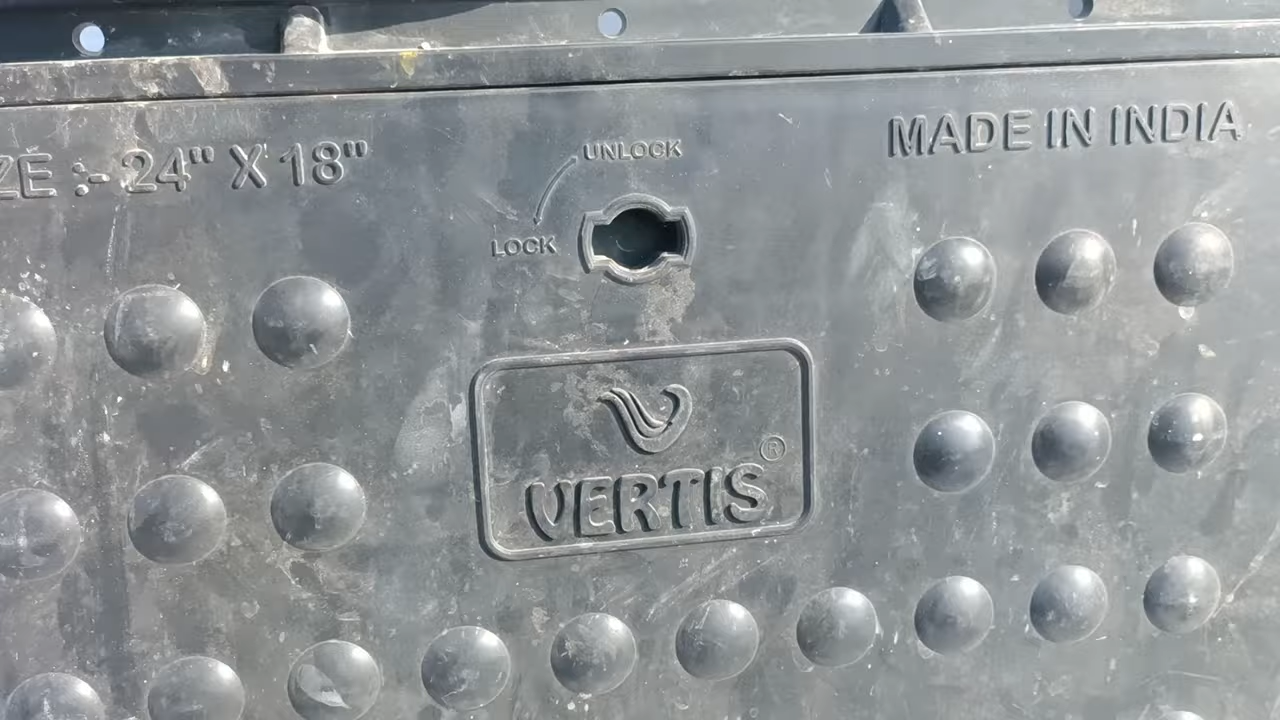 ZE :- 24" X 18"
UNLOCK
LOCK
MADE IN INDIA
VERTIS ®